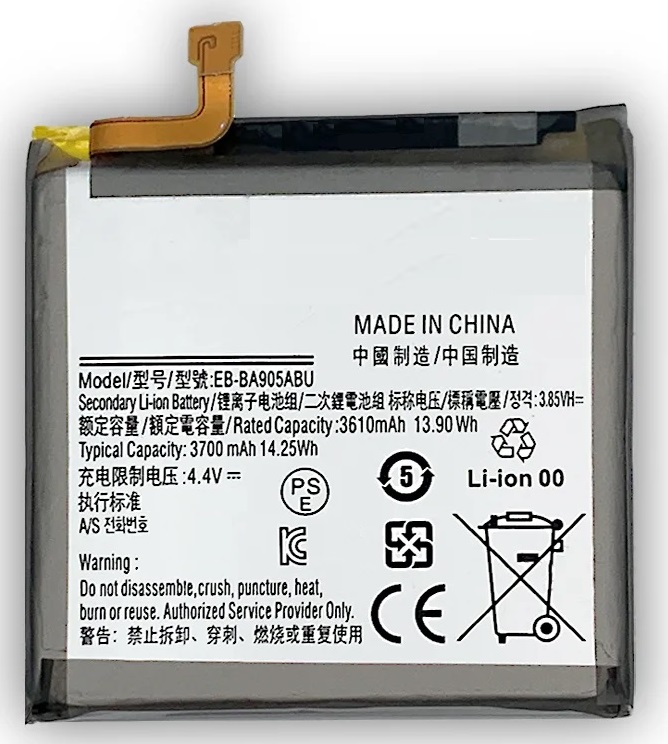 MADE IN CHINA
中國制造/中国制造
Model/型号/型號:EB-BA905ABU
Secondary Li-ion Battery/锂离子电池组/二次鋰電池组 标称电压/標稱電壓/정격:3.85VH⎓
额定容量/額定電容量/Rated Capacity:3610mAh 13.90 Wh
Typical Capacity: 3700 mAh 14.25Wh
充电限制电压:4.4V ⎓
Li-ion 00
执行标准
A/S 전화번호
PS
E
5
KC
Warning :
Do not disassemble,crush, puncture, heat,
burn or reuse. Authorized Service Provider Only.
CE
警告: 禁止拆卸、穿刺、燃烧或重复使用